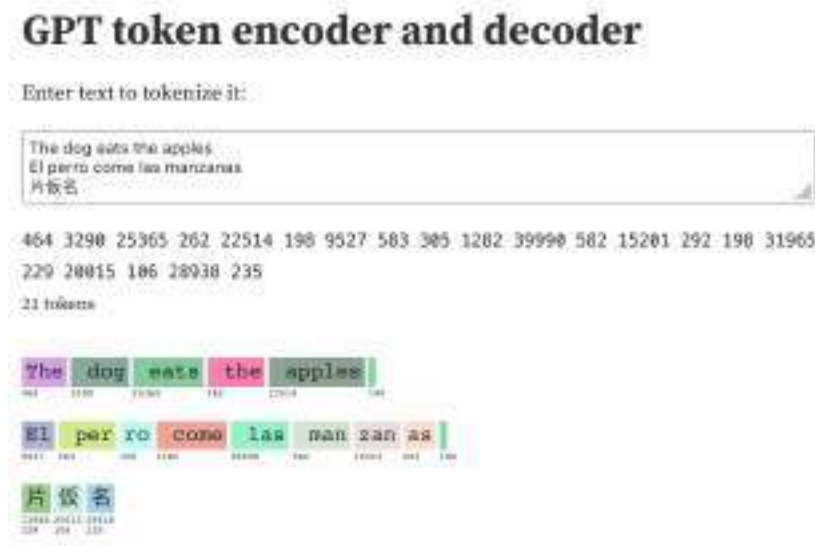 GPT token encoder and decoder
Enter text to tokenize it:
The dog eats the apples
El perro come las manzanas
片仮名
464 3290 25365 262 22514 198 9527 583 305 1282 39990 582 15201 292 198 31965
229 20015 106 28938 235
21 tokens
The dog eats the apples
El per ro come las man zan as
片 仮 名